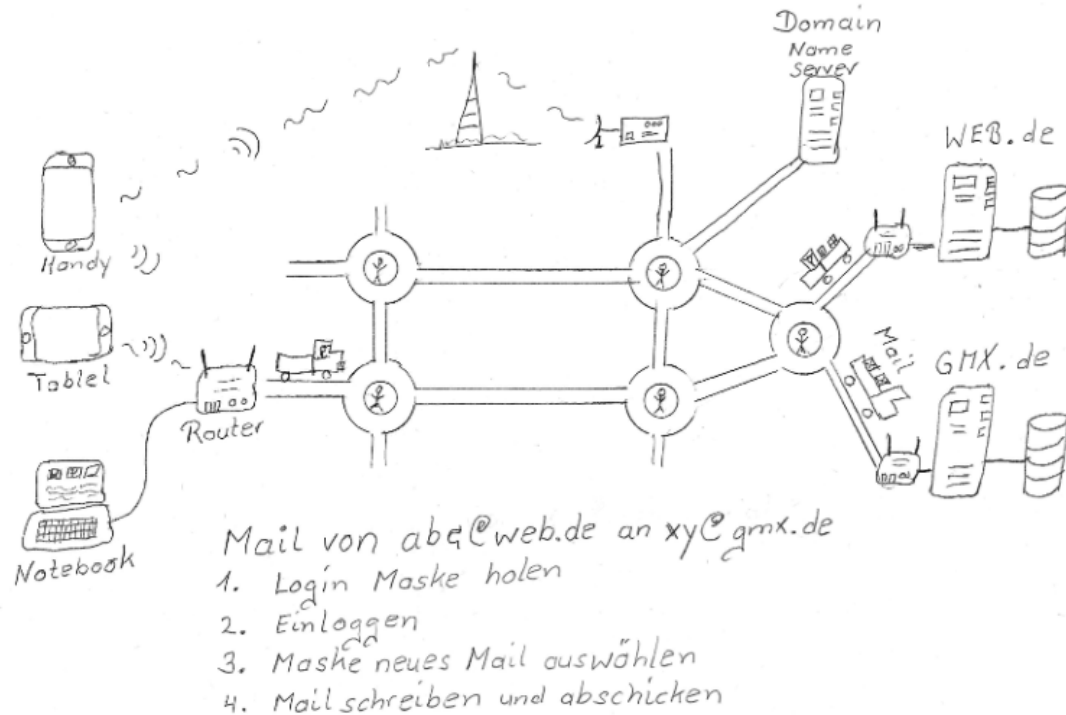 Domain
Name
Server
WEB.de
Handy
Tablet
Mail
GMX.de
Router
Notebook
Mail von abc@web.de an xy@gmx.de
1. Login Maske holen
2. Einloggen
3. Maske neues Mail auswählen
4. Mail schreiben und abschicken